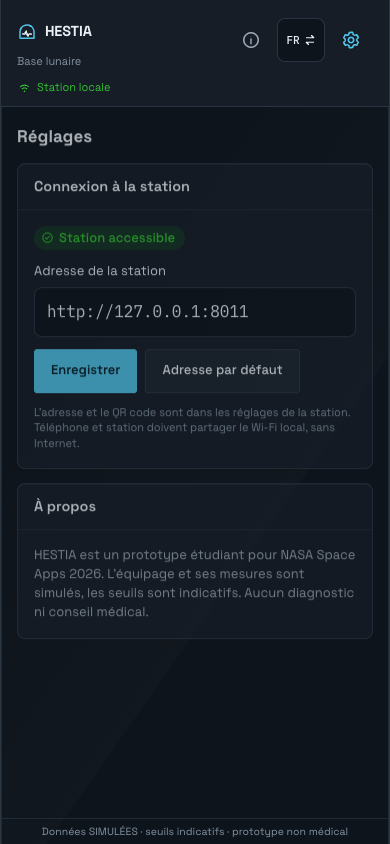 HESTIA
FR
Base lunaire
Station locale
Réglages
Connexion à la station
Station accessible
Adresse de la station
http://127.0.0.1:8011
Enregistrer
Adresse par défaut
L'adresse et le QR code sont dans les réglages de la station.
Téléphone et station doivent partager le Wi-Fi local, sans
Internet.
À propos
HESTIA est un prototype étudiant pour NASA Space
Apps 2026. L'équipage et ses mesures sont
simulés, les seuils sont indicatifs. Aucun diagnostic
ni conseil médical.
Données SIMULÉES · seuils indicatifs · prototype non médical